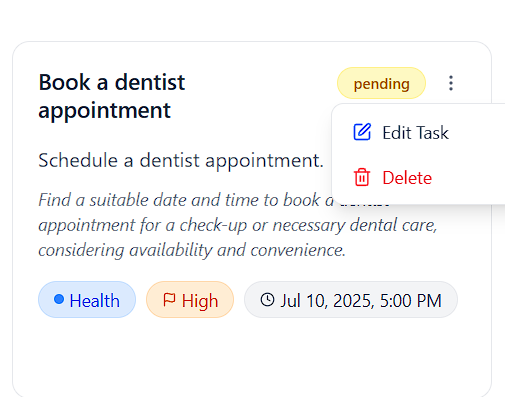 Book a dentist
appointment
pending
Edit Task
Delete
Schedule a dentist appointment.
Find a suitable date and time to book a dentist
appointment for a check-up or necessary dental care,
considering availability and convenience.
Health
High
Jul 10, 2025, 5:00 PM